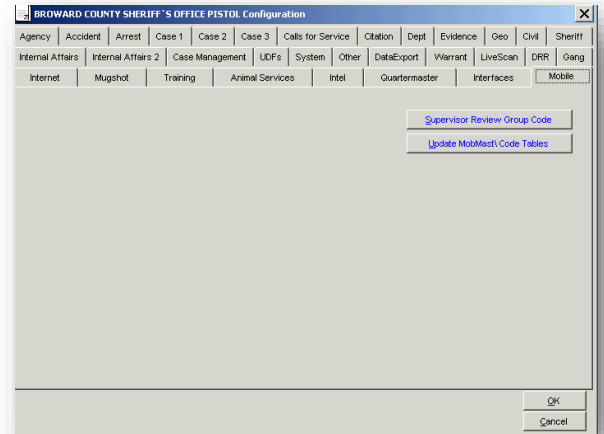 BROWARD COUNTY SHERIFF`S OFFICE PISTOL Configuration
Agency Accident Arrest Case 1 Case 2 Case 3 Calls for Service Citation Dept Evidence Geo Civil Sheriff
Internal Affairs Internal Affairs 2 Case Management UDFs System Other DataExport Warrant LiveScan DRR Gang
Internet Mugshot Training Animal Services Intel Quartermaster Interfaces Mobile
Supervisor Review Group Code
Update MobMast\ Code Tables
OK
Cancel